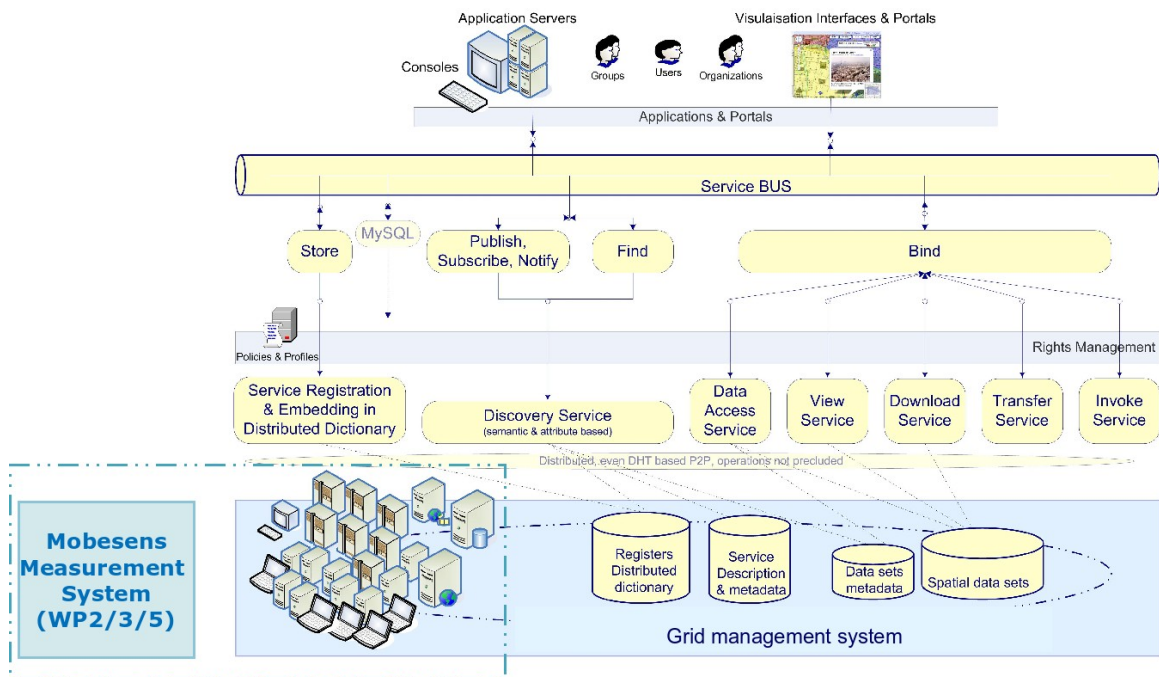 Application Servers
Visulaisation Interfaces & Portals
Consoles
Groups
Users
Organizations
Applications & Portals
Service BUS
Store
MySQL
Publish,
Subscribe, Notify
Find
Bind
Policies & Profiles
Rights Management
Service Registration
& Embedding in
Distributed Dictionary
Discovery Service
(semantic & attribute based)
Data
Access
Service
View
Service
Download
Service
Transfer
Service
Invoke
Service
Distributed, even DHT based P2P, operations not precluded
Mobesens
Measurement
System
(WP2/3/5)
Registers
Distributed
dictionary
Service
Description
& metadata
Data sets
metadata
Spatial data sets
Grid management system